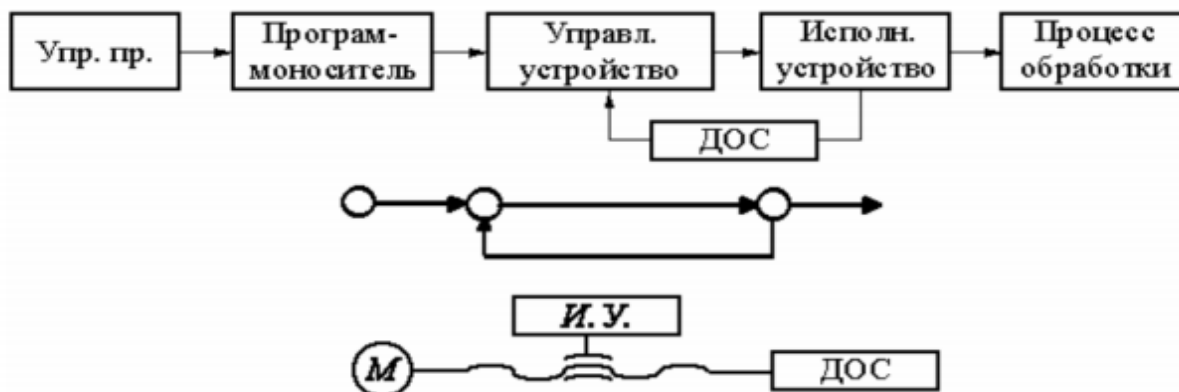 Упр. пр.
Програм-
моноситель
Управл.
устройство
Исполн.
устройство
Процесс
обработки
ДОС
И. У.
М
ДОС